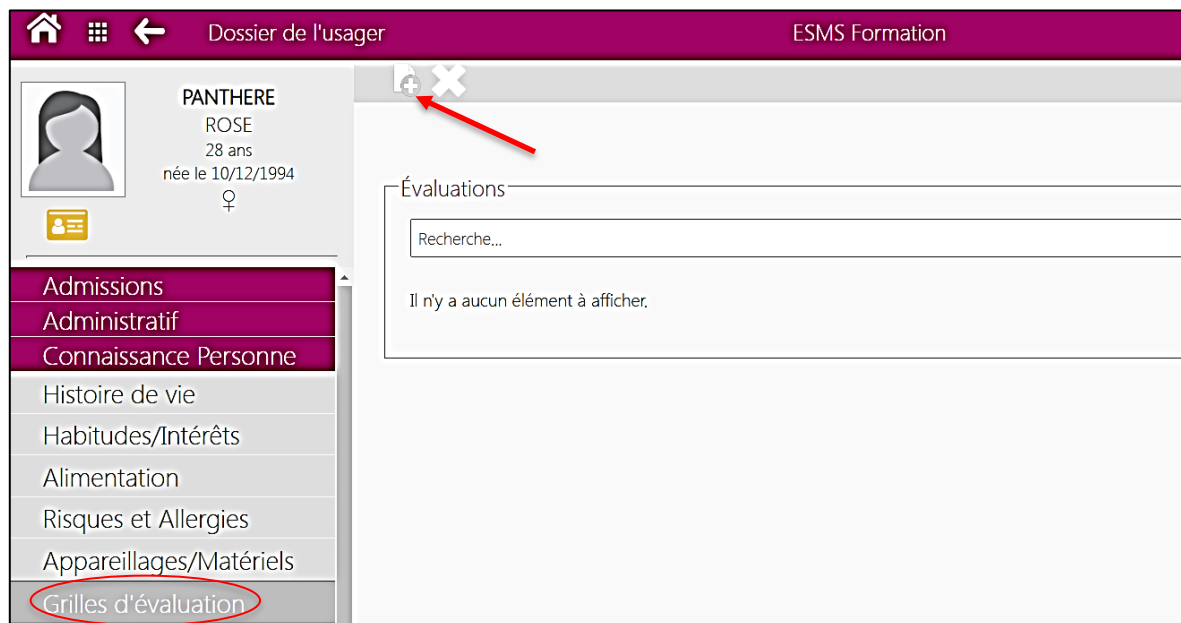 Dossier de l'usager
ESMS Formation
PANTHERE
ROSE
28 ans
née le 10/12/1994
Évaluations
Recherche...
Il n'y a aucun élément à afficher.
Admissions
Administratif
Connaissance Personne
Histoire de vie
Habitudes/Intérêts
Alimentation
Risques et Allergies
Appareillages/Matériels
Grilles d'évaluation